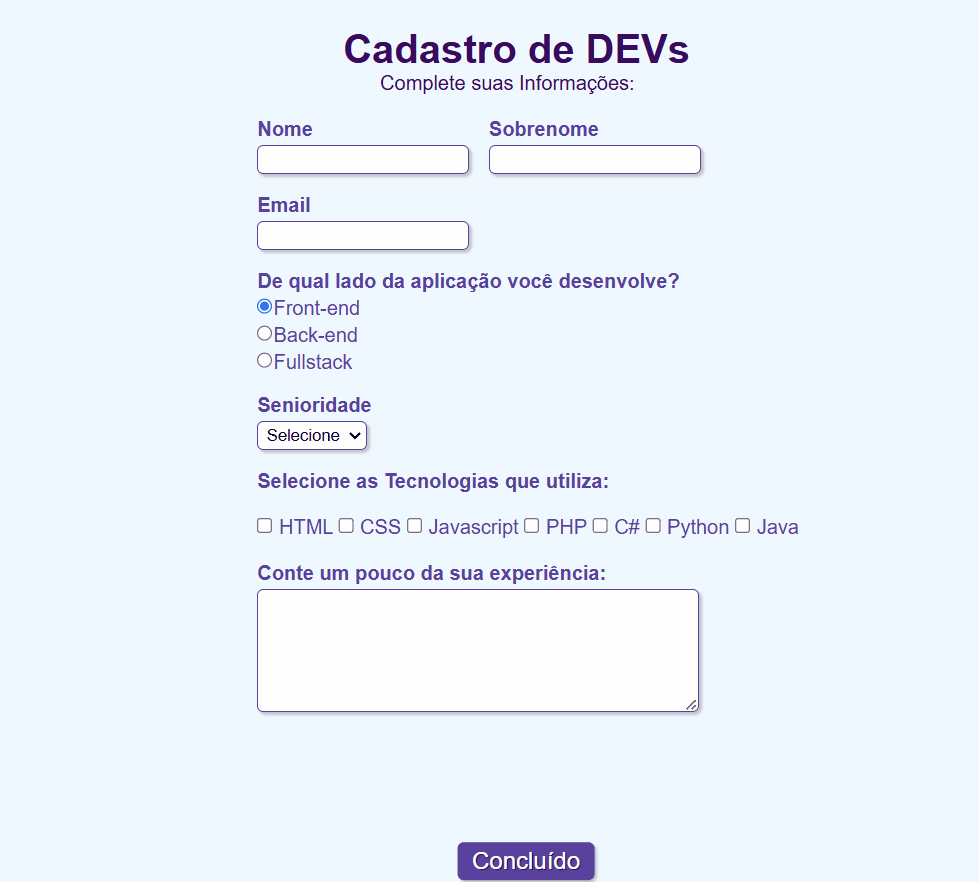 Cadastro de DEVs
Complete suas Informações:
Nome Sobrenome
Email
De qual lado da aplicação você desenvolve?
Front-end
Back-end
Fullstack
Senioridade
Selecione
Selecione as Tecnologias que utiliza:
HTML CSS Javascript PHP C# Python Java
Conte um pouco da sua experiência:
Concluído